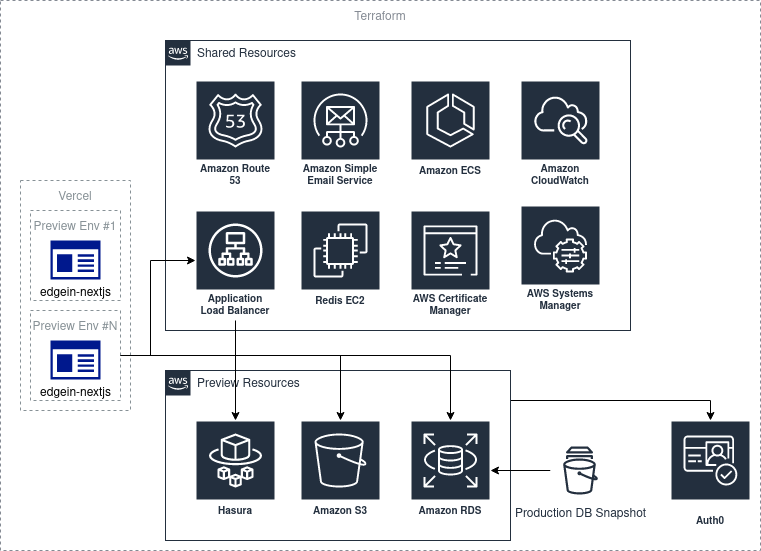 Terraform
aws
Shared Resources
53
Amazon Route
53
Amazon Simple
Email Service
Amazon ECS
Amazon
CloudWatch
Vercel
Preview Env #1
edgein-nextjs
Preview Env #N
edgein-nextjs
Application
Load Balancer
Redis EC2
AWS Certificate
Manager
AWS Systems
Manager
aws
Preview Resources
Hasura
Amazon S3
Amazon RDS
Production DB Snapshot
Auth0